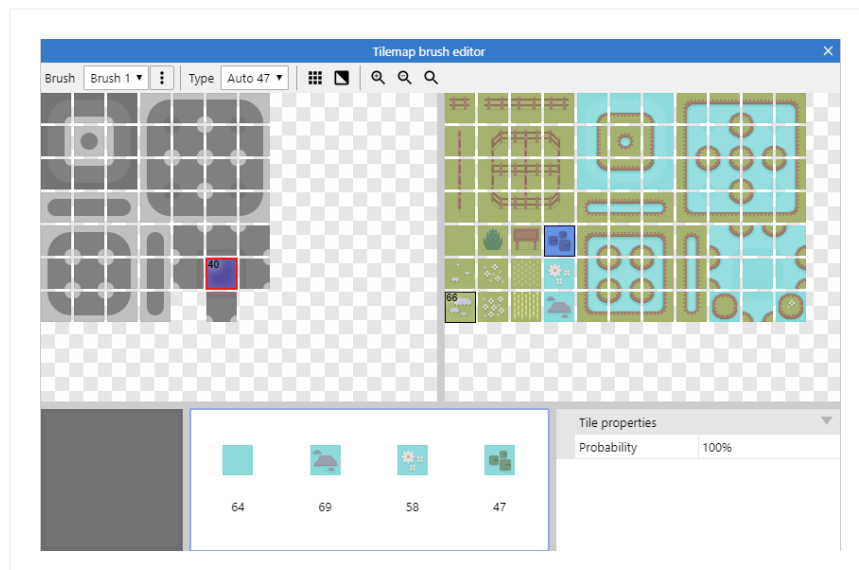 Tilemap brush editor
Brush Brush 1 Type Auto 47
40
66
Tile properties
Probability 100%
64 69 58 47